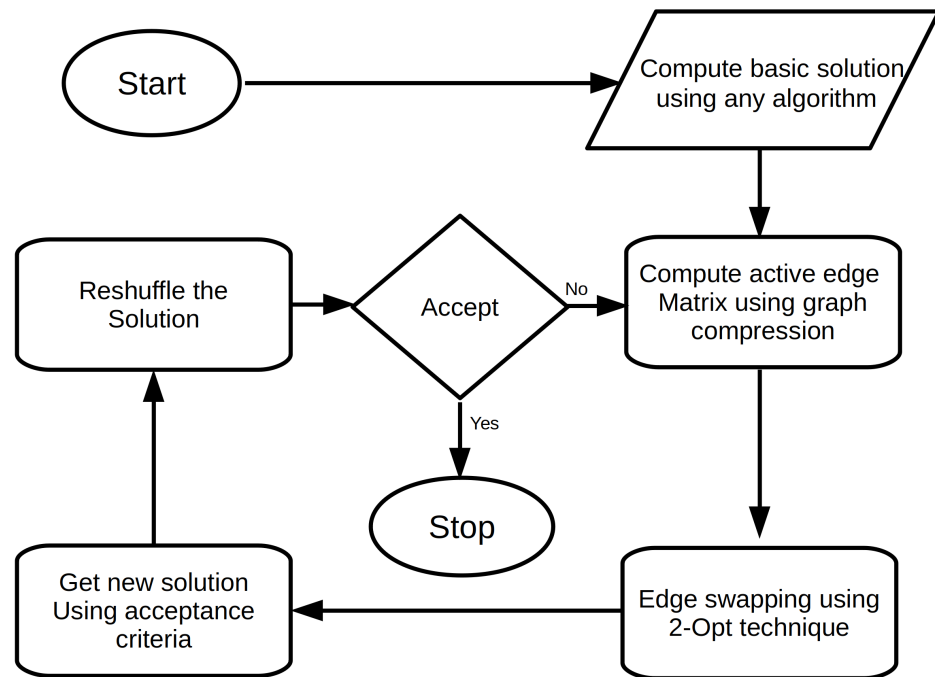 Start
Compute basic solution
using any algorithm
Reshuffle the
Solution
Accept
No
Compute active edge
Matrix using graph
compression
Yes
Stop
Get new solution
Using acceptance
criteria
Edge swapping using
2-Opt technique